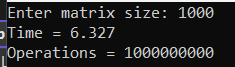 Enter matrix size: 1000
Time = 6.327
Operations = 1000000000